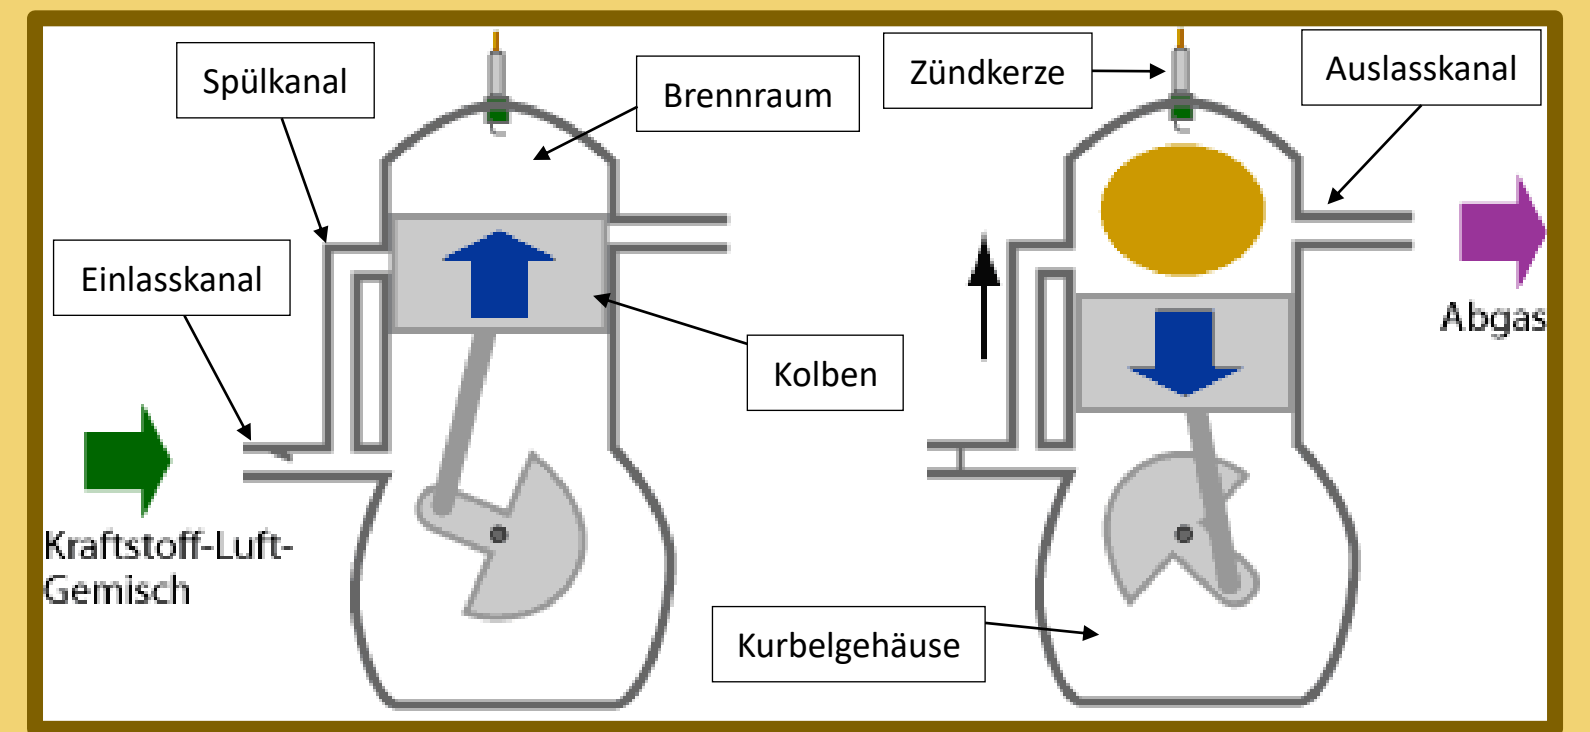 Spülkanal
Brennraum
Zündkerze
Auslasskanal
Einlasskanal
Abgas
Kolben
Kraftstoff-Luft-
Gemisch
Kurbelgehäuse